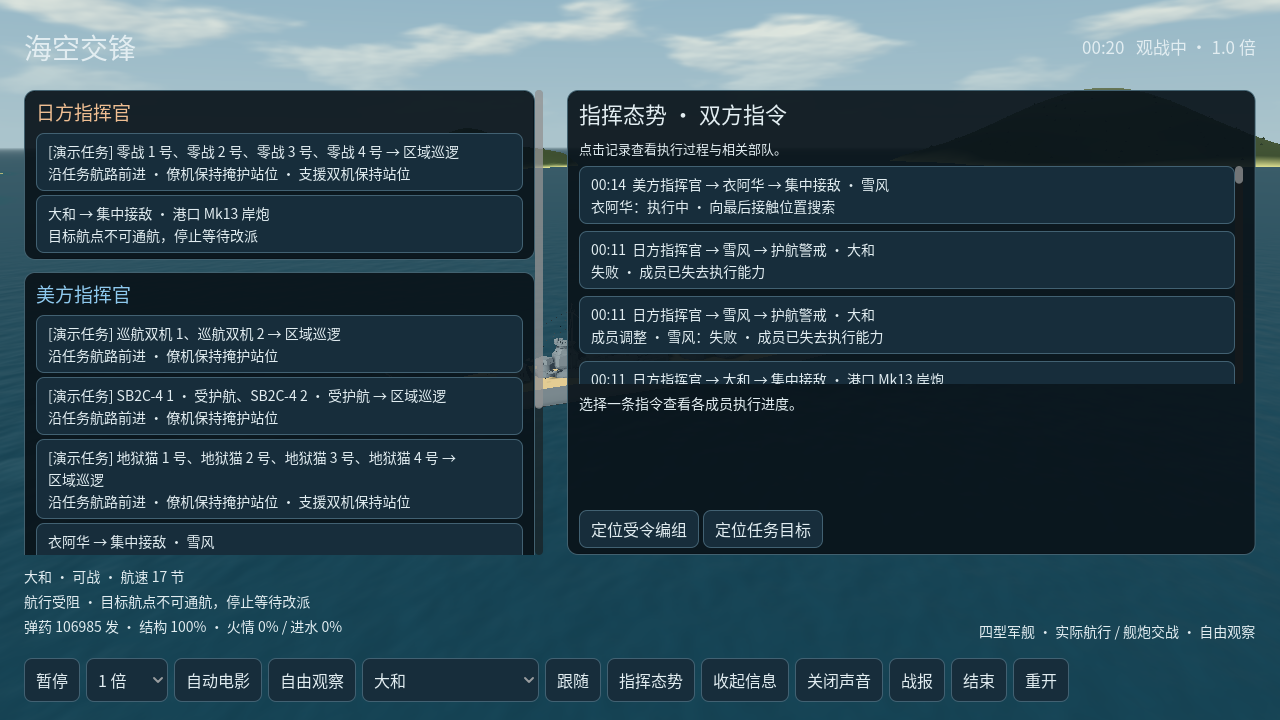 海空交锋
00:20 观战中 · 1.0 倍
日方指挥官
[演示任务] 零战 1 号、零战 2 号、零战 3 号、零战 4 号 → 区域巡逻
沿任务航路前进 · 僚机保持掩护站位 · 支援双机保持站位
大和 → 集中接敌 · 港口 Mk13 岸炮
目标航点不可通航，停止等待改派
美方指挥官
[演示任务] 巡航双机 1、巡航双机 2 → 区域巡逻
沿任务航路前进 · 僚机保持掩护站位
[演示任务] SB2C-4 1 · 受护航、SB2C-4 2 · 受护航 → 区域巡逻
沿任务航路前进 · 僚机保持掩护站位
[演示任务] 地狱猫 1 号、地狱猫 2 号、地狱猫 3 号、地狱猫 4 号 →
区域巡逻
沿任务航路前进 · 僚机保持掩护站位 · 支援双机保持站位
衣阿华 → 集中接敌 · 雪风
指挥态势 · 双方指令
点击记录查看执行过程与相关部队。
00:14 美方指挥官 → 衣阿华 → 集中接敌 · 雪风
衣阿华：执行中 · 向最后接触位置搜索
00:11 日方指挥官 → 雪风 → 护航警戒 · 大和
失败 · 成员已失去执行能力
00:11 日方指挥官 → 雪风 → 护航警戒 · 大和
成员调整 · 雪风：失败 · 成员已失去执行能力
00:11 日方指挥官 → 大和 → 集中接敌 · 港口 Mk13 岸炮
选择一条指令查看各成员执行进度。
定位受令编组 定位任务目标
大和 · 可战 · 航速 17 节
航行受阻 · 目标航点不可通航，停止等待改派
弹药 106985 发 · 结构 100% · 火情 0% / 进水 0%
四型军舰 · 实际航行 / 舰炮交战 · 自由观察
暂停 1 倍 自动电影 自由观察 大和 跟随 指挥态势 收起信息 关闭声音 战报 结束 重开